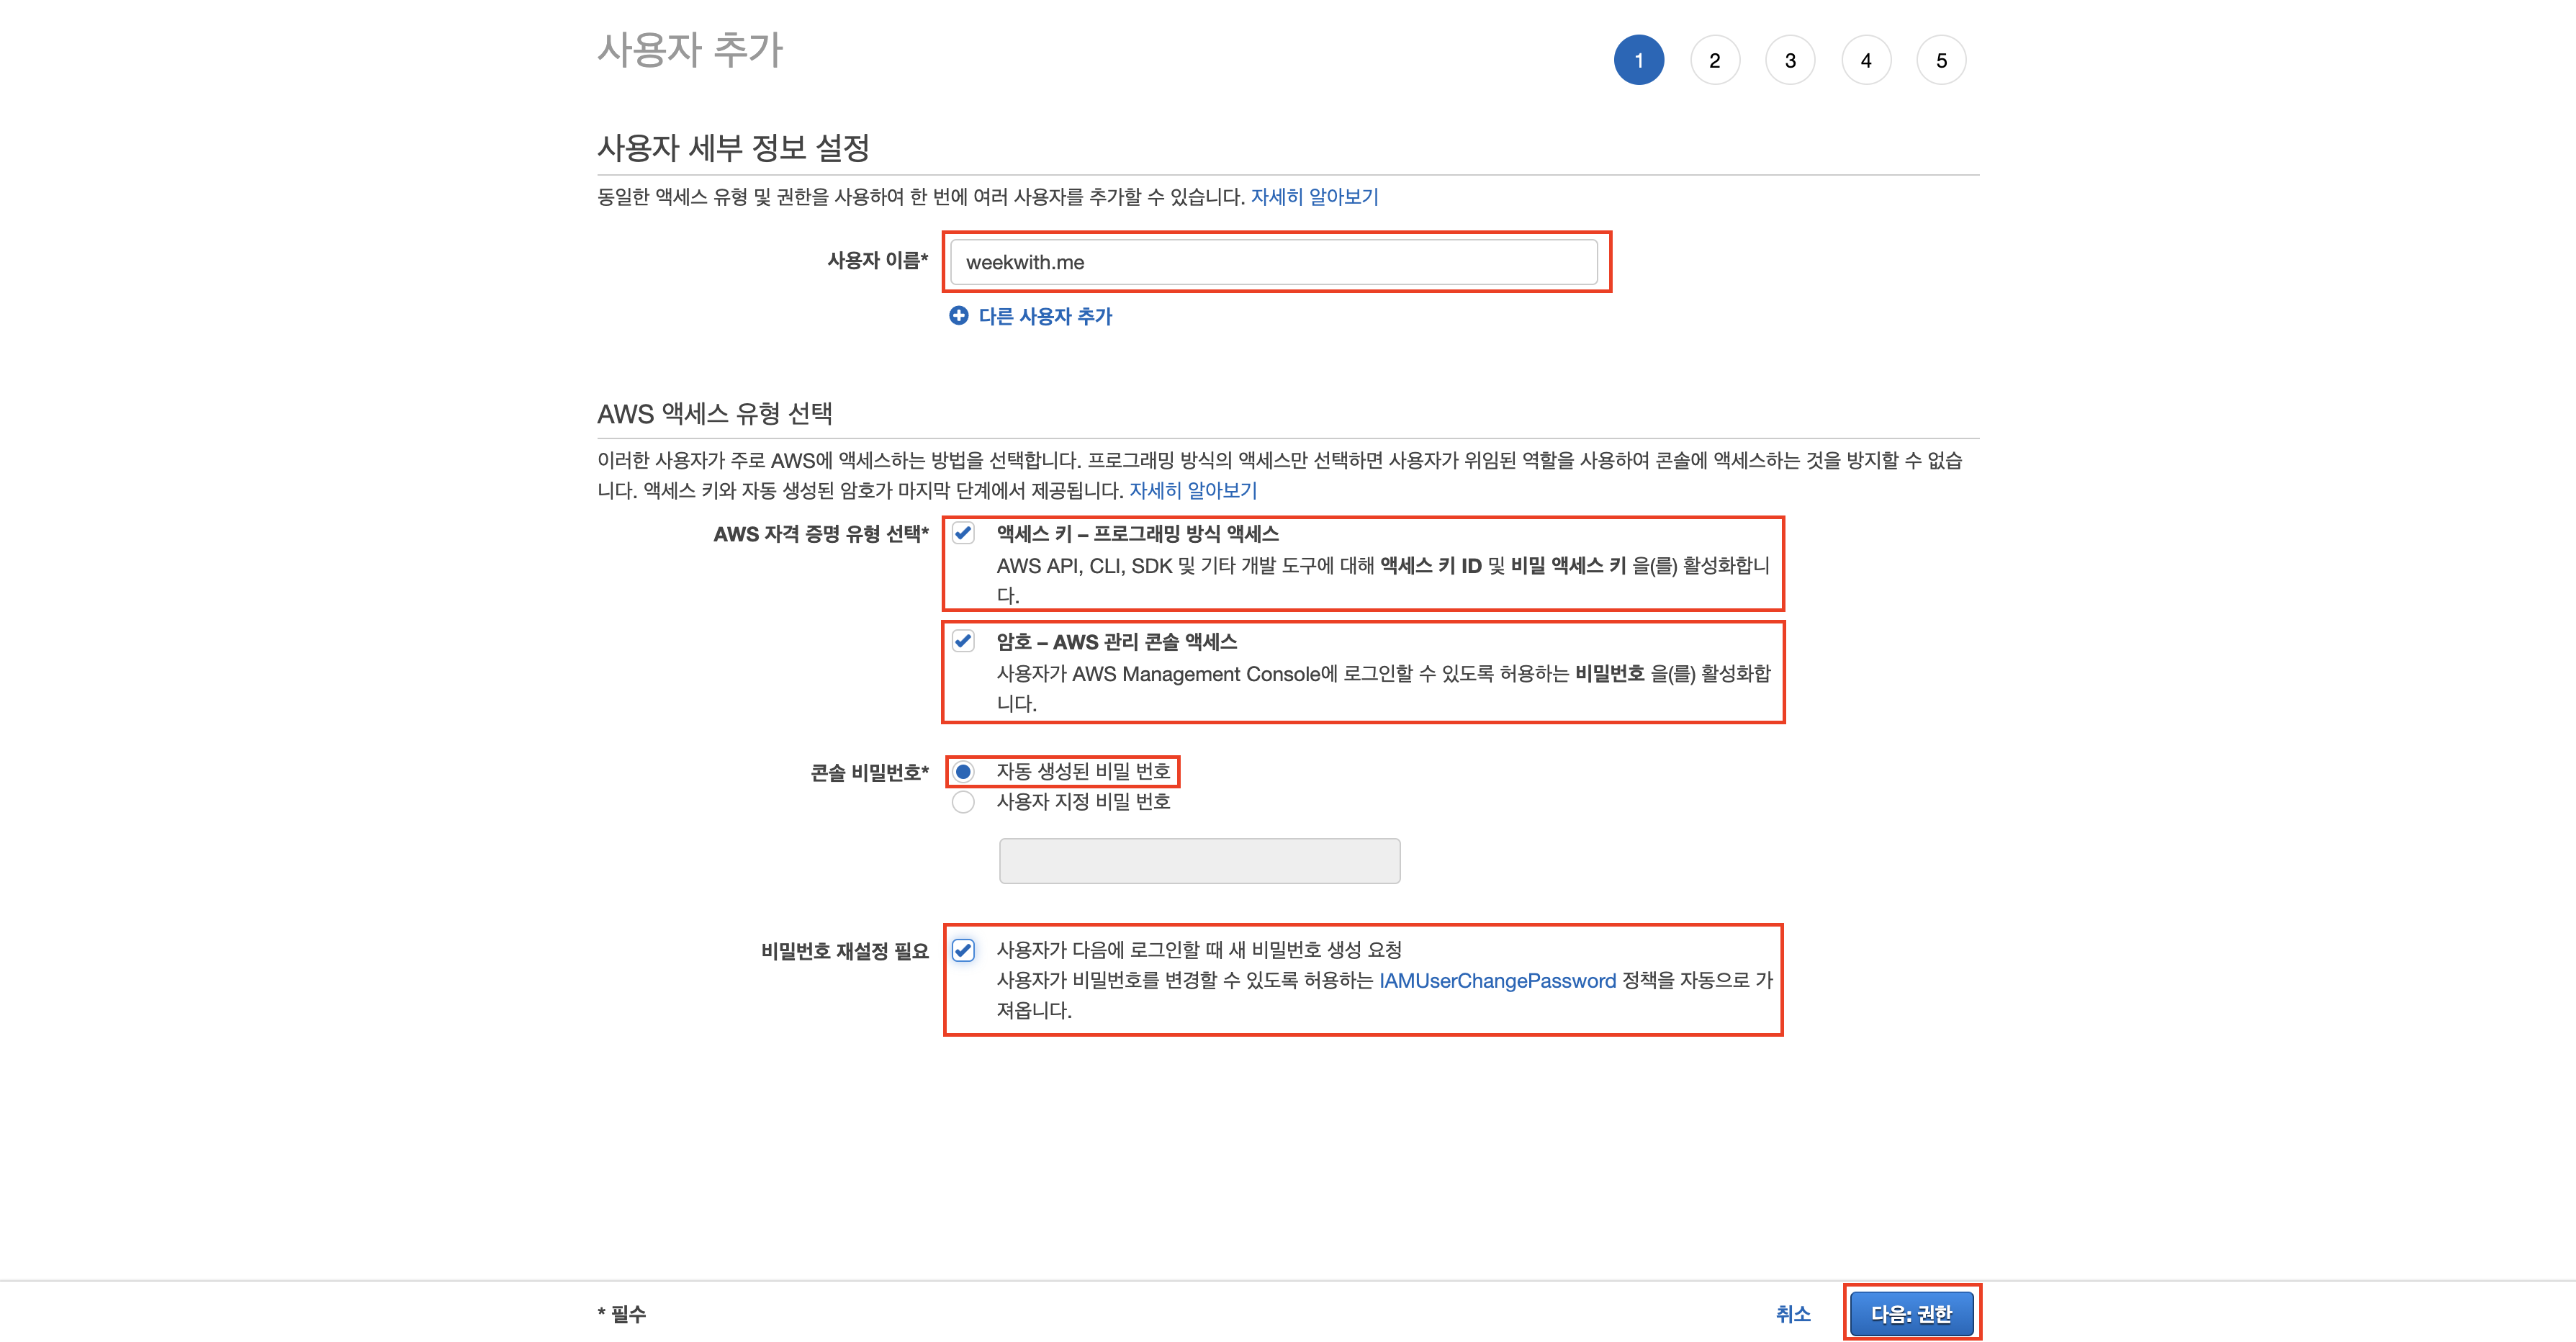 사용자 추가
1 2 3 4 5
사용자 세부 정보 설정
동일한 액세스 유형 및 권한을 사용하여 한 번에 여러 사용자를 추가할 수 있습니다. 자세히 알아보기
사용자 이름* weekwith.me
다른 사용자 추가
AWS 액세스 유형 선택
이러한 사용자가 주로 AWS에 액세스하는 방법을 선택합니다. 프로그래밍 방식의 액세스만 선택하면 사용자가 위임된 역할을 사용하여 콘솔에 액세스하는 것을 방지할 수 없습
니다. 액세스 키와 자동 생성된 암호가 마지막 단계에서 제공됩니다. 자세히 알아보기
AWS 자격 증명 유형 선택* 액세스 키 – 프로그래밍 방식 액세스
AWS API, CLI, SDK 및 기타 개발 도구에 대해 액세스 키 ID 및 비밀 액세스 키 을(를) 활성화합니
다.
암호 – AWS 관리 콘솔 액세스
사용자가 AWS Management Console에 로그인할 수 있도록 허용하는 비밀번호 을(를) 활성화합
니다.
콘솔 비밀번호* 자동 생성된 비밀 번호
사용자 지정 비밀 번호
비밀번호 재설정 필요 사용자가 다음에 로그인할 때 새 비밀번호 생성 요청
사용자가 비밀번호를 변경할 수 있도록 허용하는 IAMUserChangePassword 정책을 자동으로 가
져옵니다.
* 필수 취소 다음: 권한